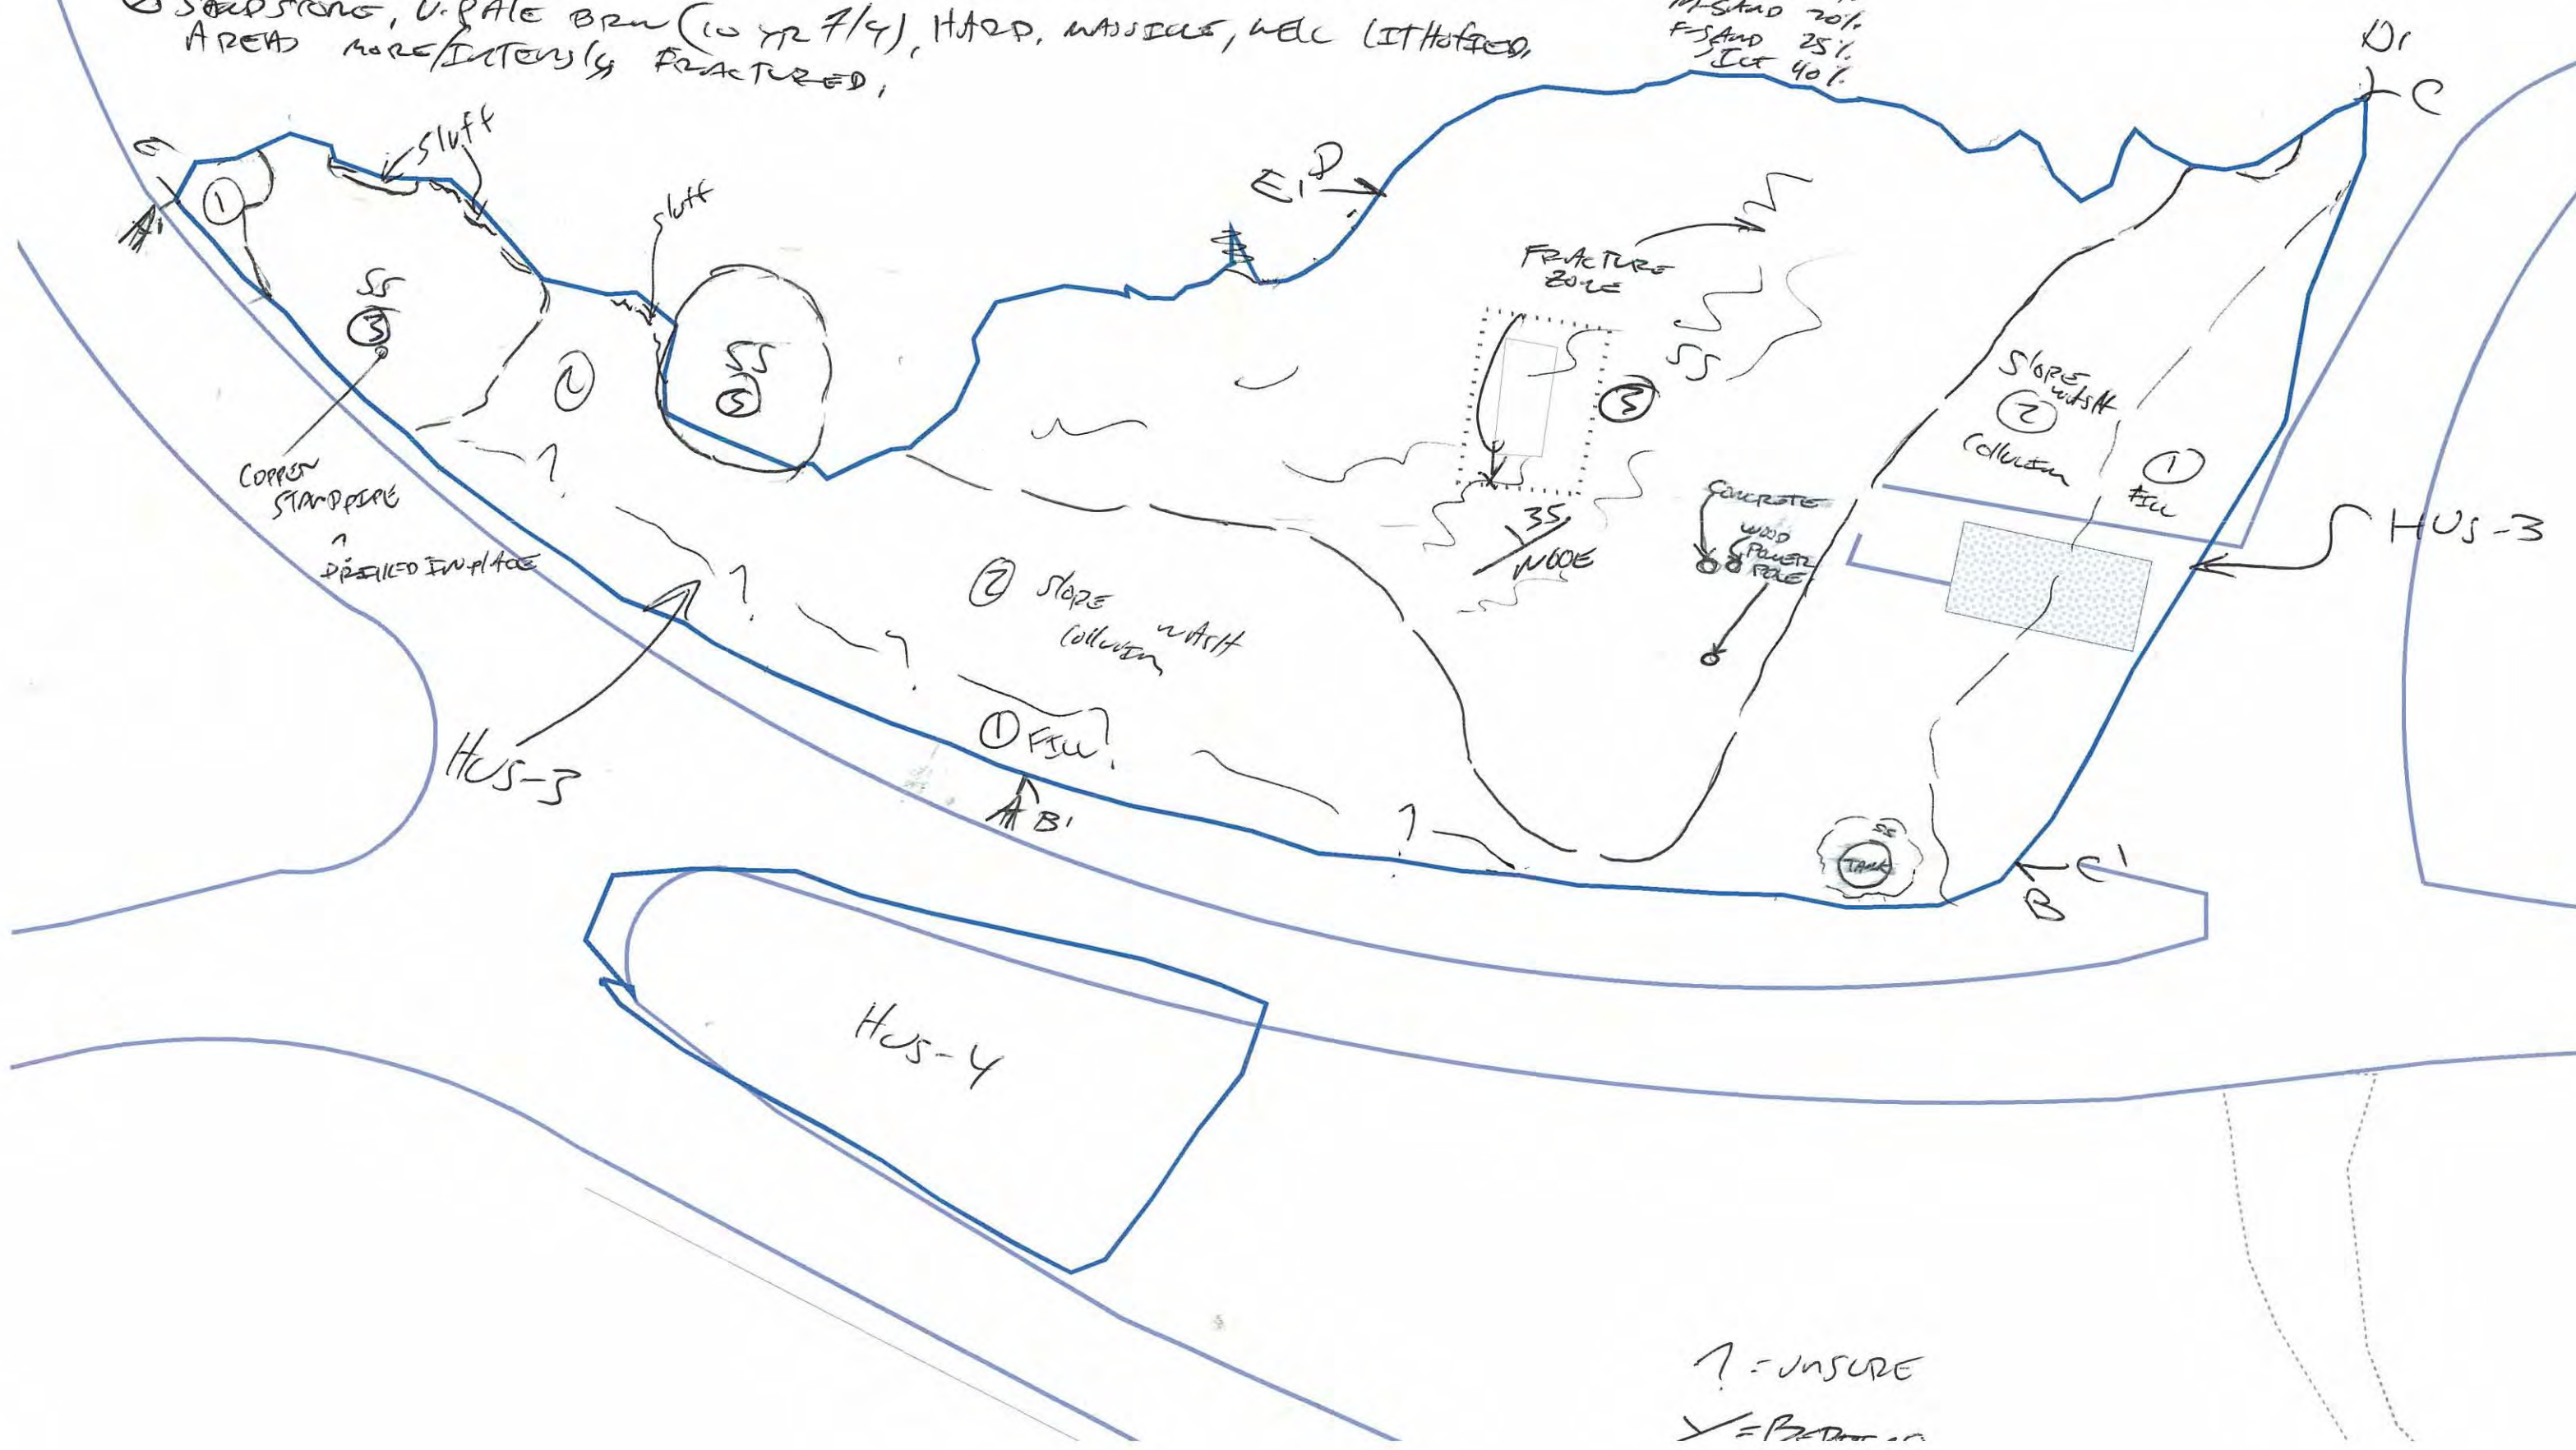 ③ SANDSTONE, V. PALE BRN (10 YR 7/4), HARD, MASSIVE, WELL LITHOFIED,
AREAS MORE/INTENSLY FRACTURED,
M-SAND 20%
F-SAND 25%
SILT 40%
D'
C
E
sluff
①
A'
sluff
E', D
SS
③
②
SS
③
FRACTURE
ZONE
SS
③
SLOPE
WASH
②
Colluvium
①
FILL
HUS-3
COPPER
STANDPIPE
^
DRILLED IN PLACE
?
35
N00E
CONCRETE
WOOD
POWER
POLE
?
?
② SLOPE
WASH
Colluvium
?
① FILL
HUS-3
A B'
?
SS
TANK
C'
B
HUS-4
? = UNSURE